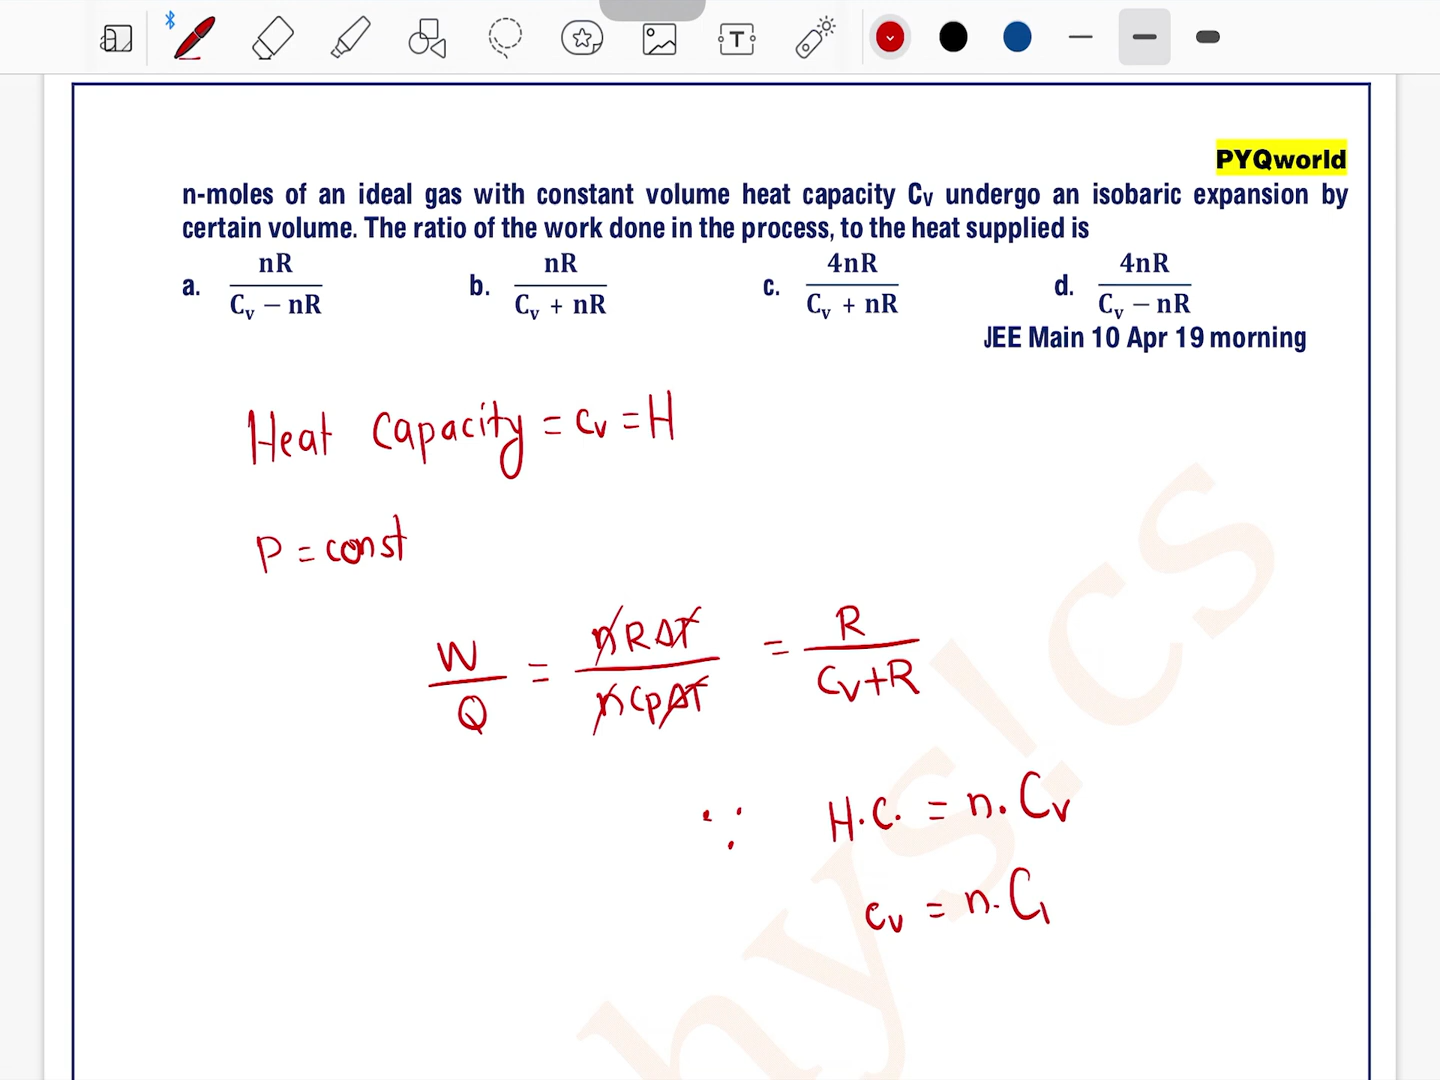 PYQworld
n-moles of an ideal gas with constant volume heat capacity Cv undergo an isobaric expansion by
certain volume. The ratio of the work done in the process, to the heat supplied is
a. nR / (Cv − nR) b. nR / (Cv + nR) c. 4nR / (Cv + nR) d. 4nR / (Cv − nR)
JEE Main 10 Apr 19 morning
Heat Capacity = Cv = H
P = const
W/Q = nRΔT / nCpΔT = R / (Cv+R)
∵ H.C. = n.Cv
Cv = n.C
hys!cs